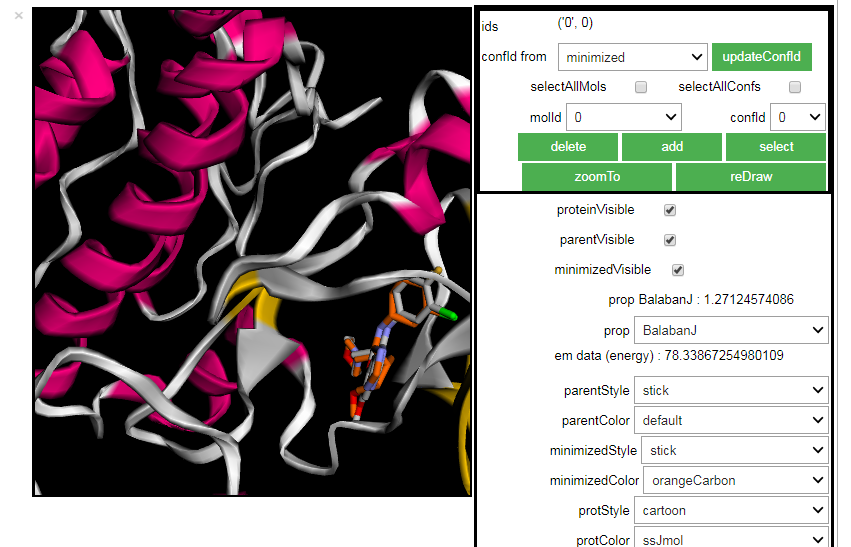 ×
ids ('0', 0)
confId from minimized updateConfId
selectAllMols selectAllConfs
molId 0 confId 0
delete add select
zoomTo reDraw
proteinVisible
parentVisible
minimizedVisible
prop BalabanJ : 1.27124574086
prop BalabanJ
em data (energy) : 78.33867254980109
parentStyle stick
parentColor default
minimizedStyle stick
minimizedColor orangeCarbon
protStyle cartoon
protColor ssJmol